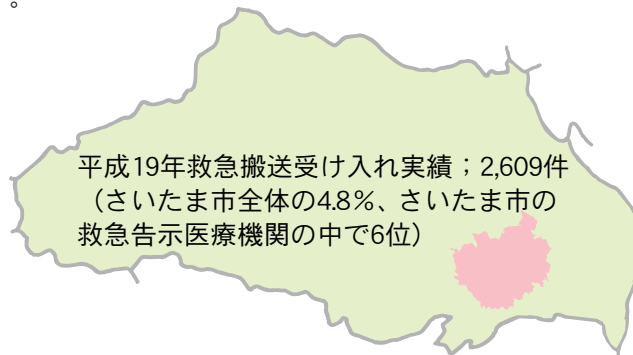 。
平成19年救急搬送受け入れ実績；2,609件
（さいたま市全体の4.8%、さいたま市の
救急告示医療機関の中で6位）